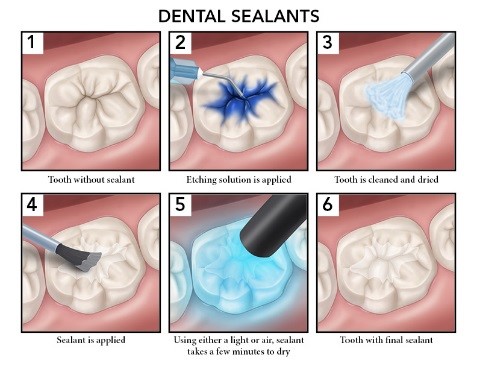 DENTAL SEALANTS
1
2
3
Tooth without sealant
Etching solution is applied
Tooth is cleaned and dried
4
5
6
Sealant is applied
Using either a light or air, sealant
takes a few minutes to dry
Tooth with final sealant